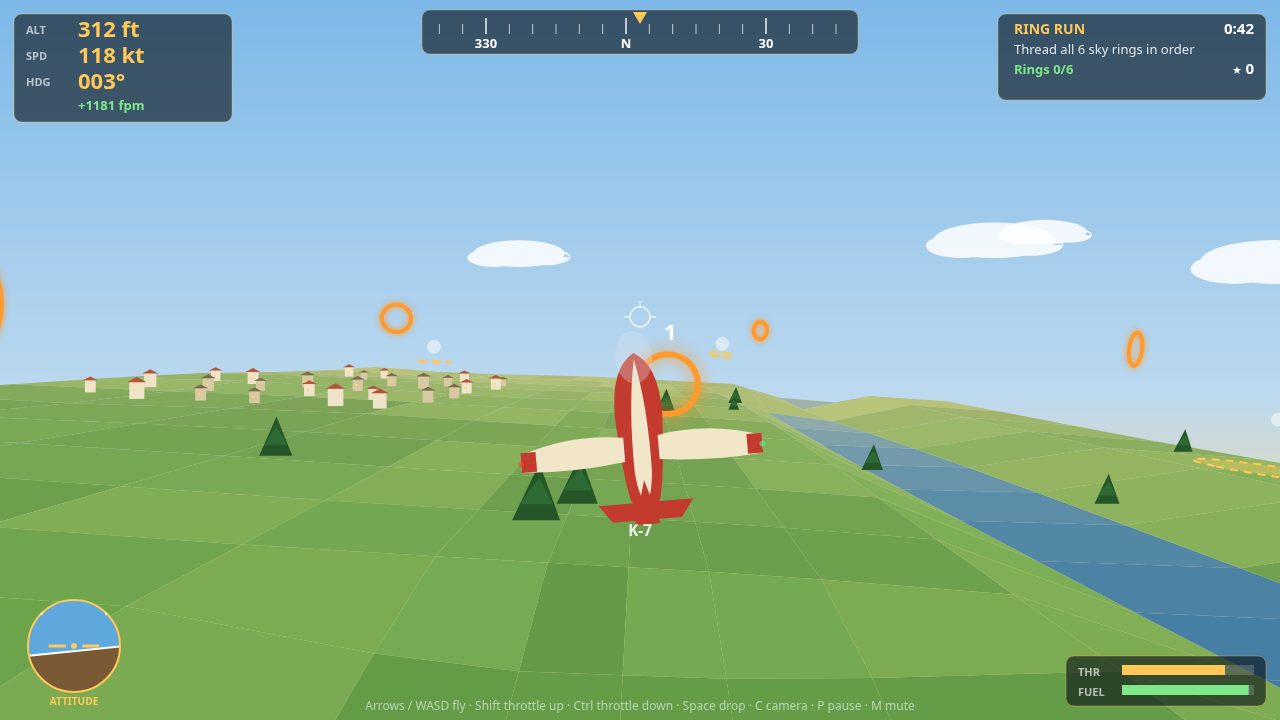 ALT 312 ft
SPD 118 kt
HDG 003°
+1181 fpm
330 N 30
RING RUN 0:42
Thread all 6 sky rings in order
Rings 0/6 ★ 0
1
K-7
ATTITUDE
THR
FUEL
Arrows / WASD fly · Shift throttle up · Ctrl throttle down · Space drop · C camera · P pause · M mute